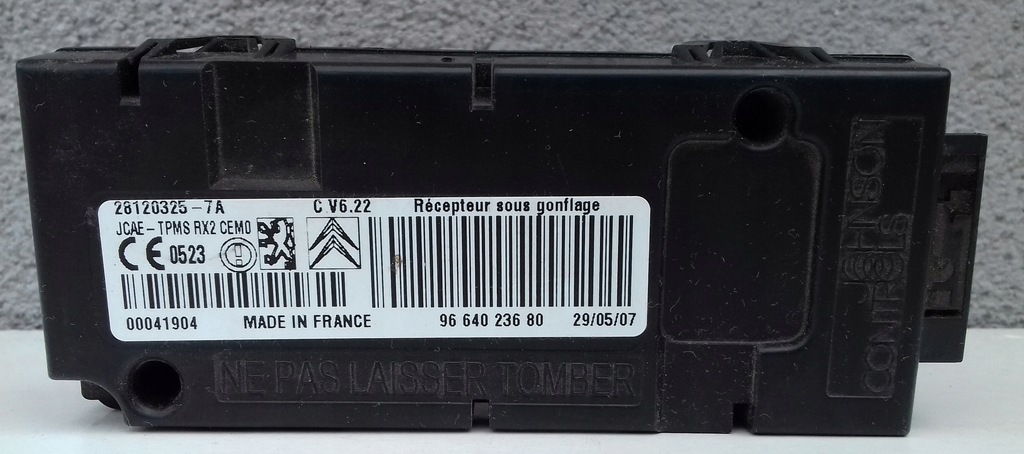 28120325-7A C V6.22 Récepteur sous gonflage
JCAE-TPMS RX2 CEM0
CE 0523
00041904 MADE IN FRANCE 96 640 236 80 29/05/07
NE PAS LAISSER TOMBER
JOHNSON
CONTROLS